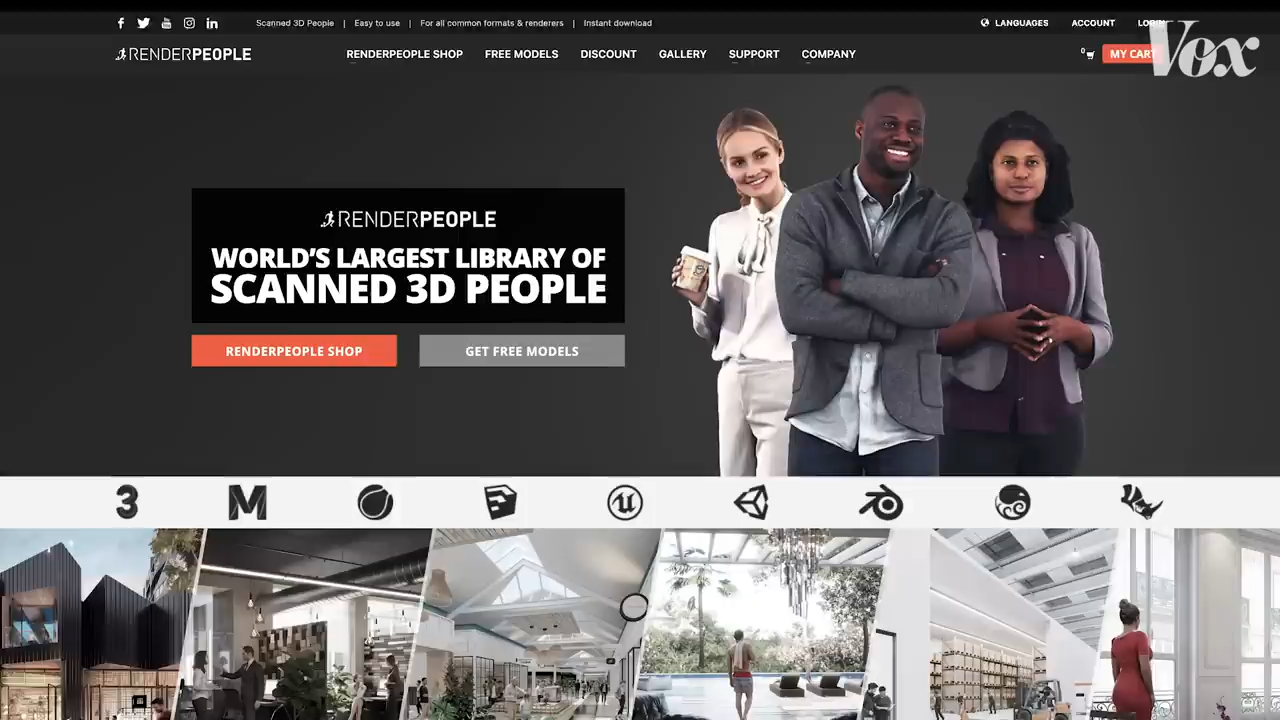 Scanned 3D People | Easy to use | For all common formats & renderers | Instant download
LANGUAGES
ACCOUNT
LOGIN
Vox
RENDERPEOPLE
RENDERPEOPLE SHOP
FREE MODELS
DISCOUNT
GALLERY
SUPPORT
COMPANY
0
MY CART
RENDERPEOPLE
WORLD'S LARGEST LIBRARY OF
SCANNED 3D PEOPLE
RENDERPEOPLE SHOP
GET FREE MODELS